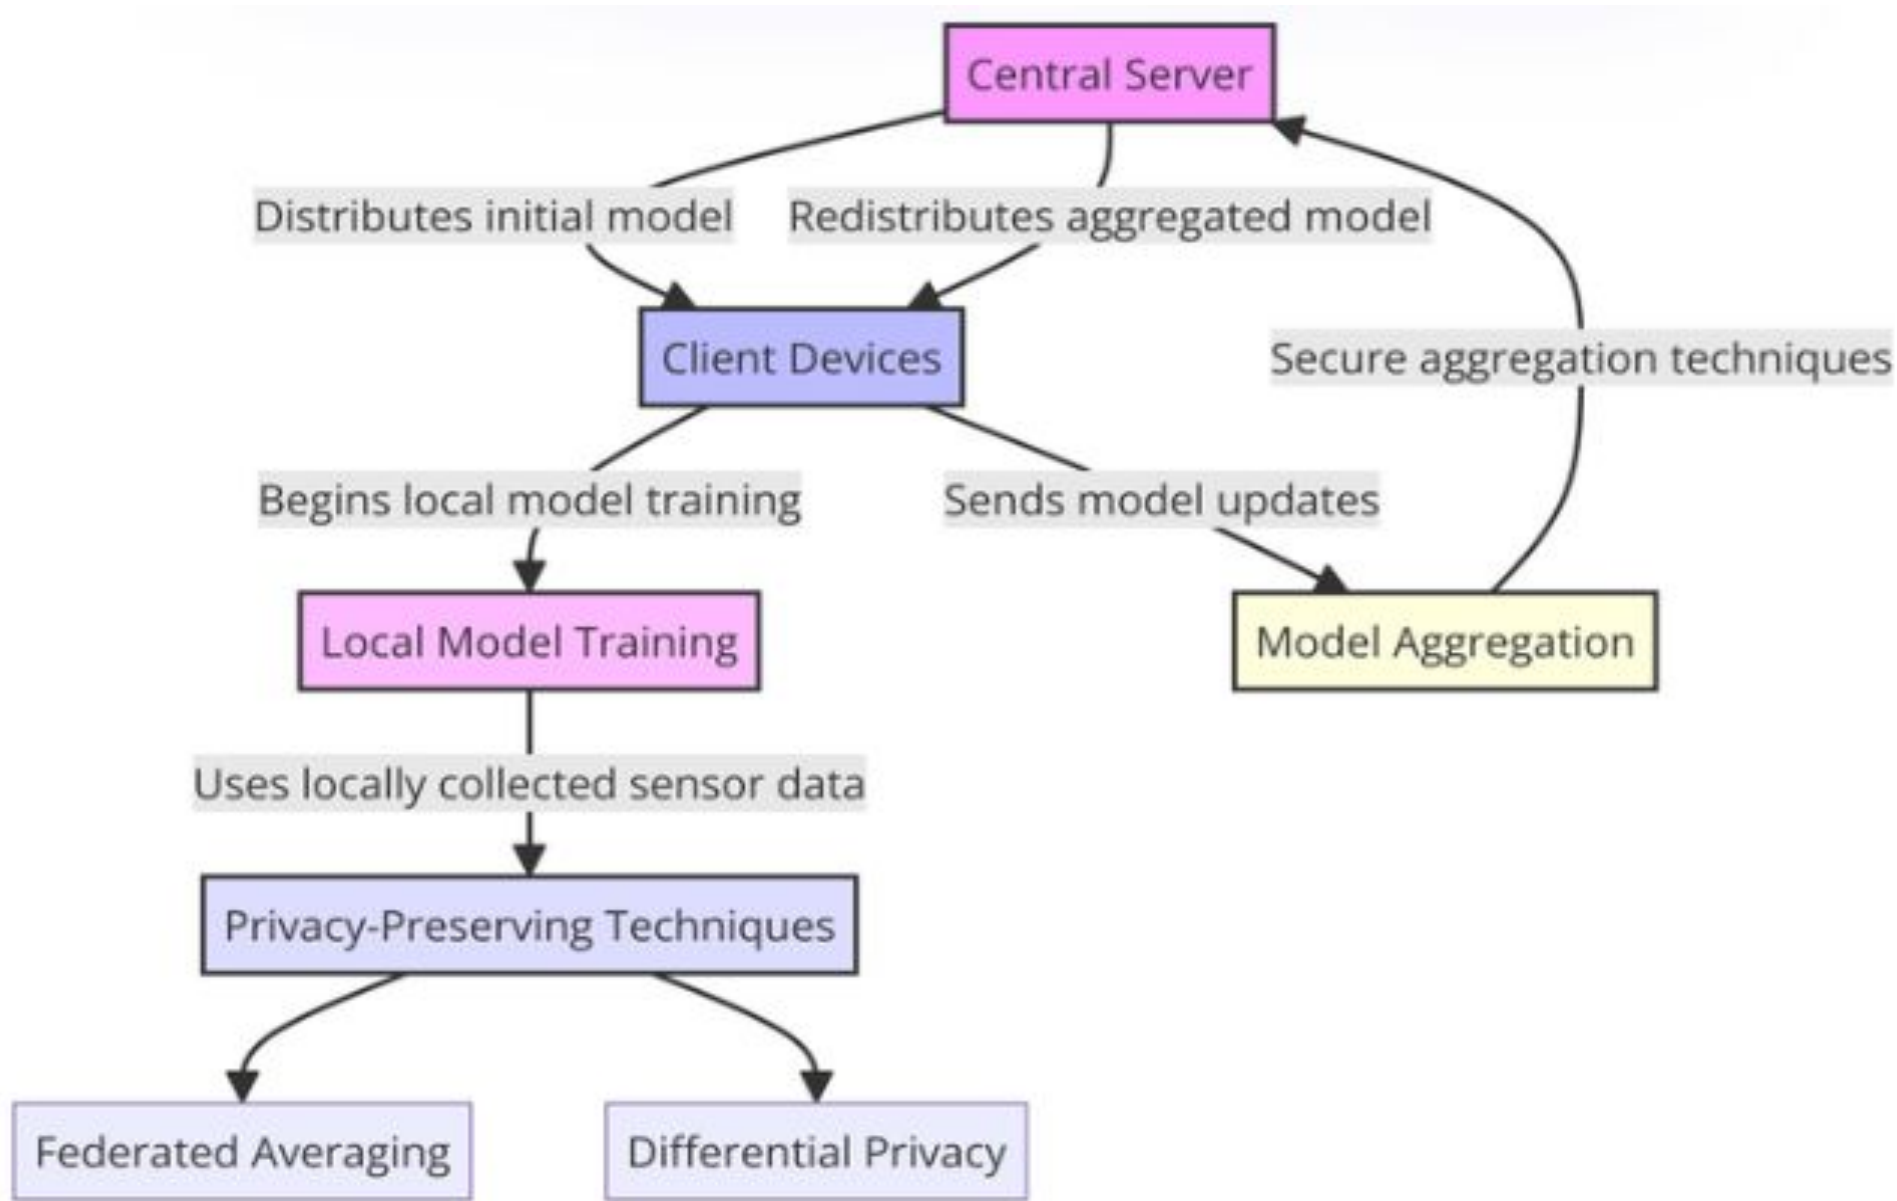 Central Server
Distributes initial model
Redistributes aggregated model
Client Devices
Secure aggregation techniques
Begins local model training
Sends model updates
Local Model Training
Model Aggregation
Uses locally collected sensor data
Privacy-Preserving Techniques
Federated Averaging
Differential Privacy